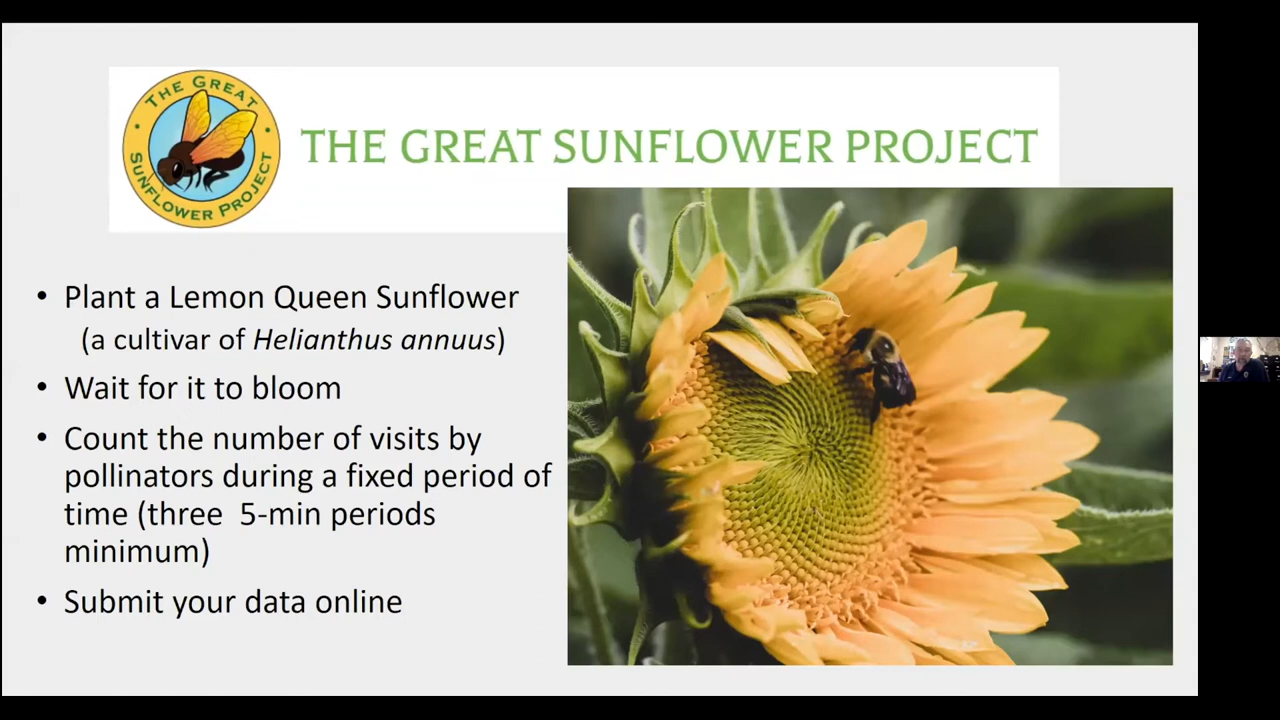 THE GREAT
SUNFLOWER PROJECT
THE GREAT SUNFLOWER PROJECT
• Plant a Lemon Queen Sunflower
(a cultivar of Helianthus annuus)
• Wait for it to bloom
• Count the number of visits by
pollinators during a fixed period of
time (three  5-min periods
minimum)
• Submit your data online